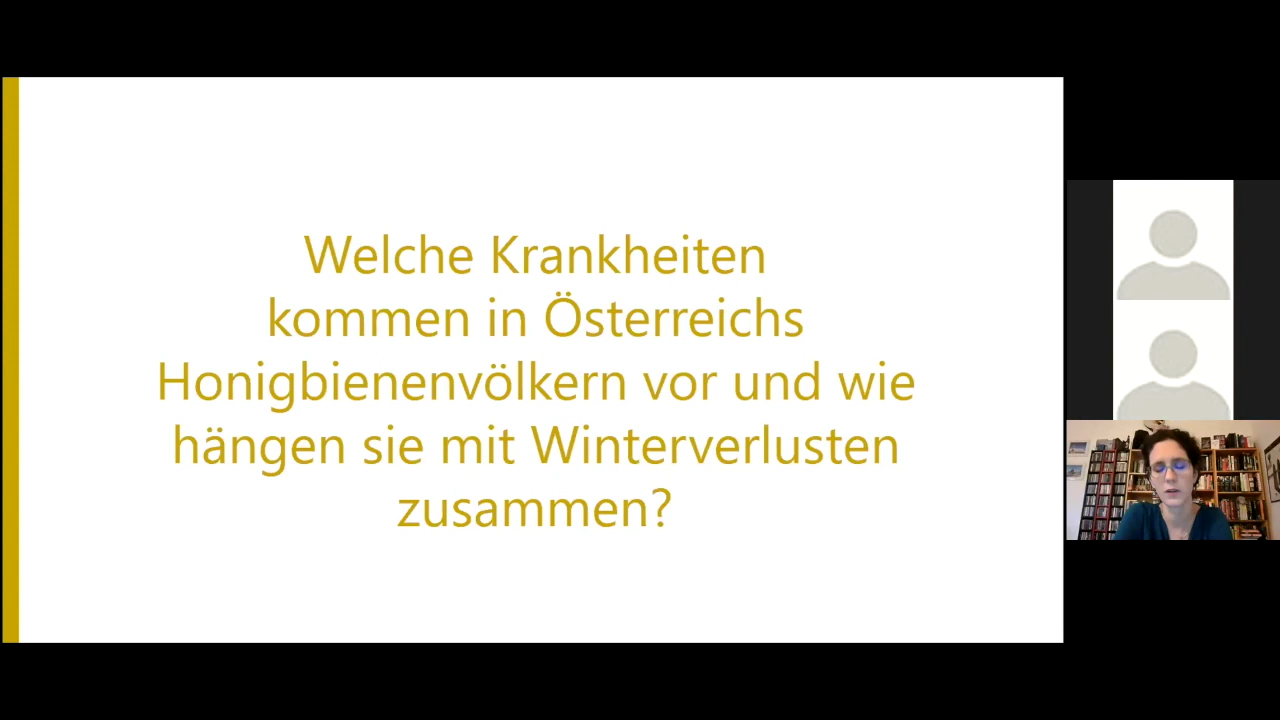 Welche Krankheiten
kommen in Österreichs
Honigbienenvölkern vor und wie
hängen sie mit Winterverlusten
zusammen?